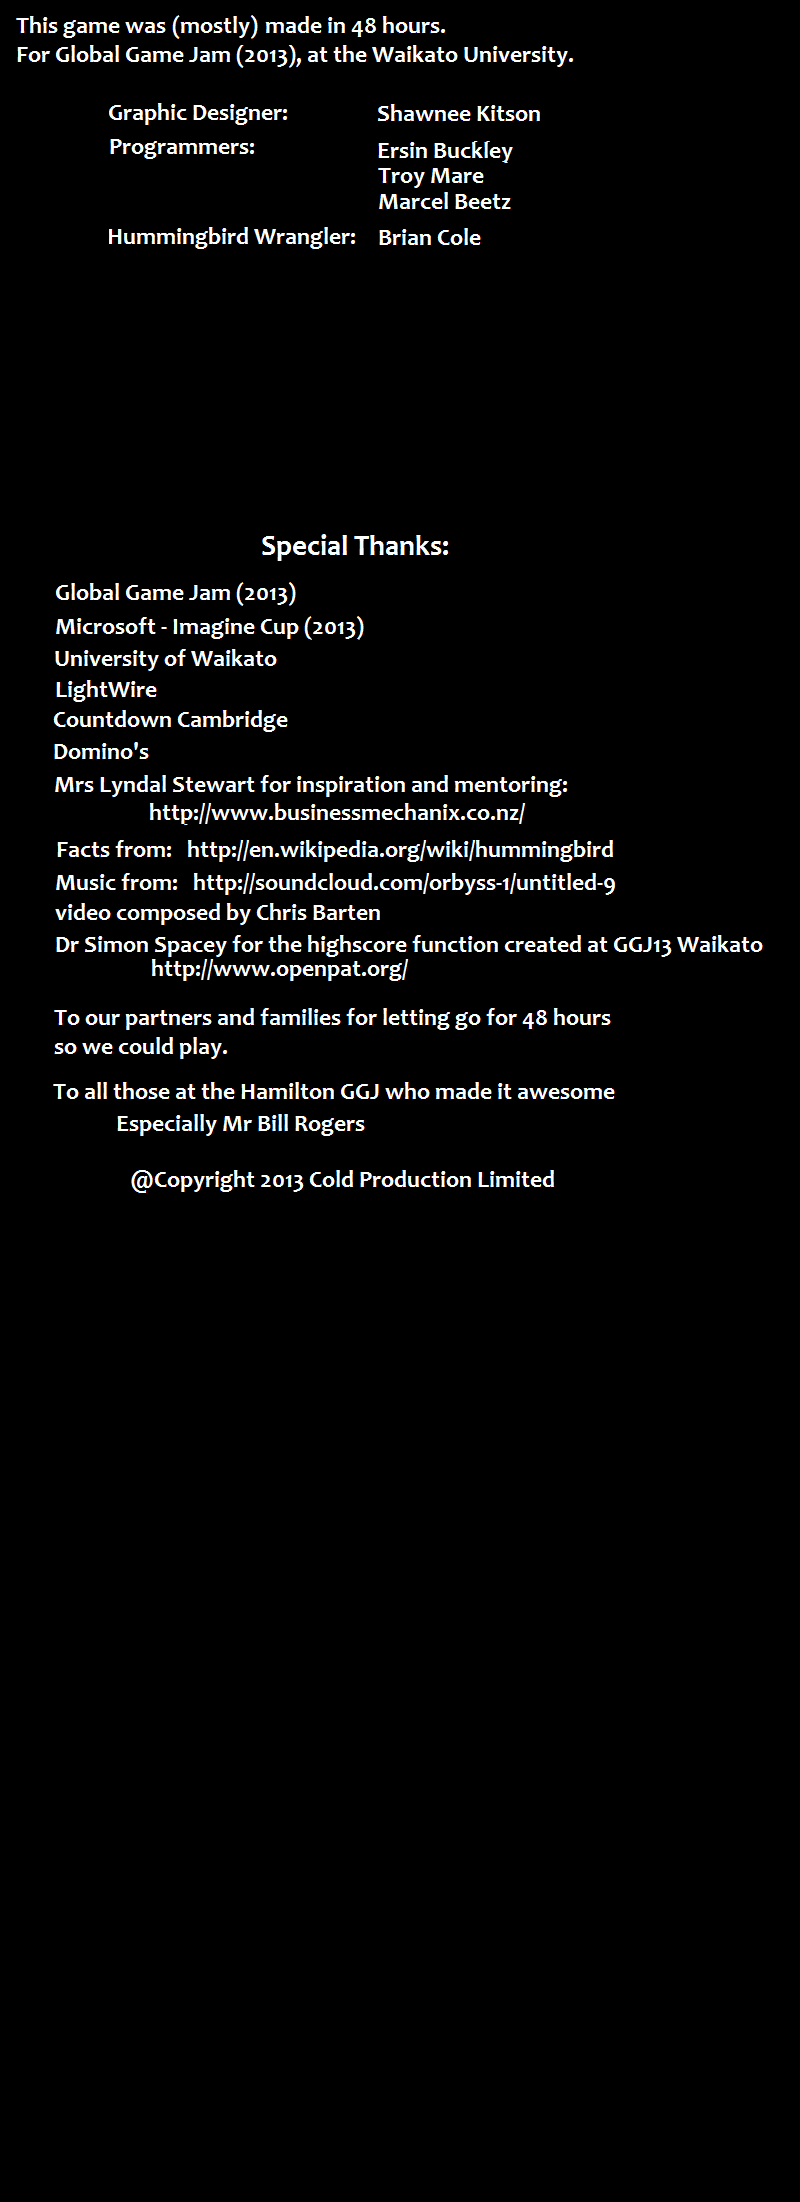 This game was (mostly) made in 48 hours.
For Global Game Jam (2013), at the Waikato University.
Graphic Designer: Shawnee Kitson
Programmers: Ersin Buckley
Troy Mare
Marcel Beetz
Hummingbird Wrangler: Brian Cole
Special Thanks:
Global Game Jam (2013)
Microsoft - Imagine Cup (2013)
University of Waikato
LightWire
Countdown Cambridge
Domino's
Mrs Lyndal Stewart for inspiration and mentoring:
http://www.businessmechanix.co.nz/
Facts from: http://en.wikipedia.org/wiki/hummingbird
Music from: http://soundcloud.com/orbyss-1/untitled-9
video composed by Chris Barten
Dr Simon Spacey for the highscore function created at GGJ13 Waikato
http://www.openpat.org/
To our partners and families for letting go for 48 hours
so we could play.
To all those at the Hamilton GGJ who made it awesome
Especially Mr Bill Rogers
@Copyright 2013 Cold Production Limited